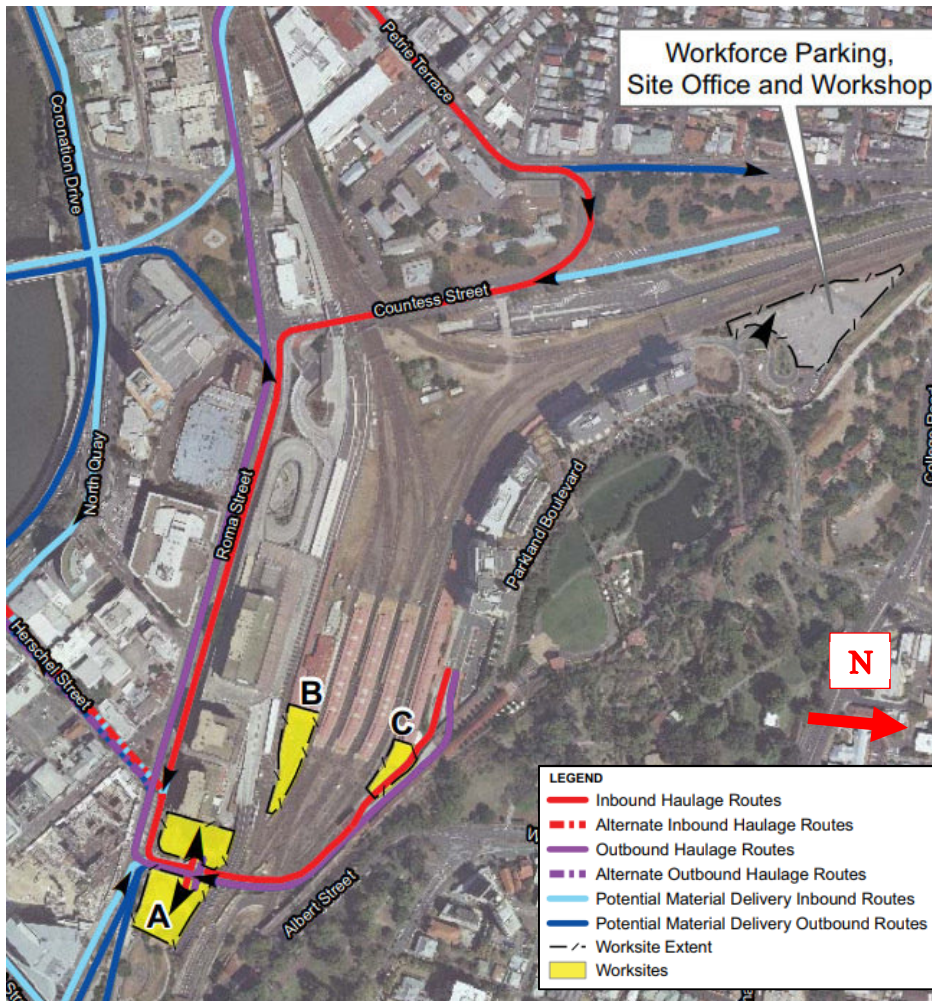 Petrie Terrace
Workforce Parking,
Site Office and Workshop
Coronation Drive
Countess Street
North Quay
Roma Street
Parkland Boulevard
Herschel Street
Albert Street
N
B
C
A
LEGEND
Inbound Haulage Routes
Alternate Inbound Haulage Routes
Outbound Haulage Routes
Alternate Outbound Haulage Routes
Potential Material Delivery Inbound Routes
Potential Material Delivery Outbound Routes
Worksite Extent
Worksites